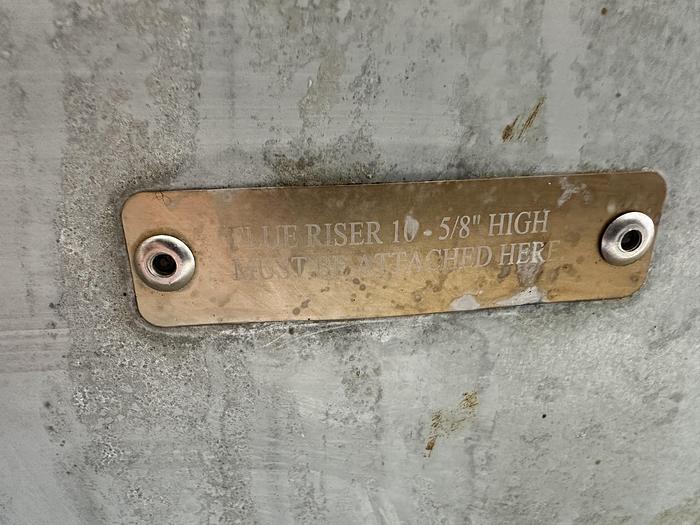 FLUE RISER 10 - 5/8" HIGH
MUST BE ATTACHED HERE